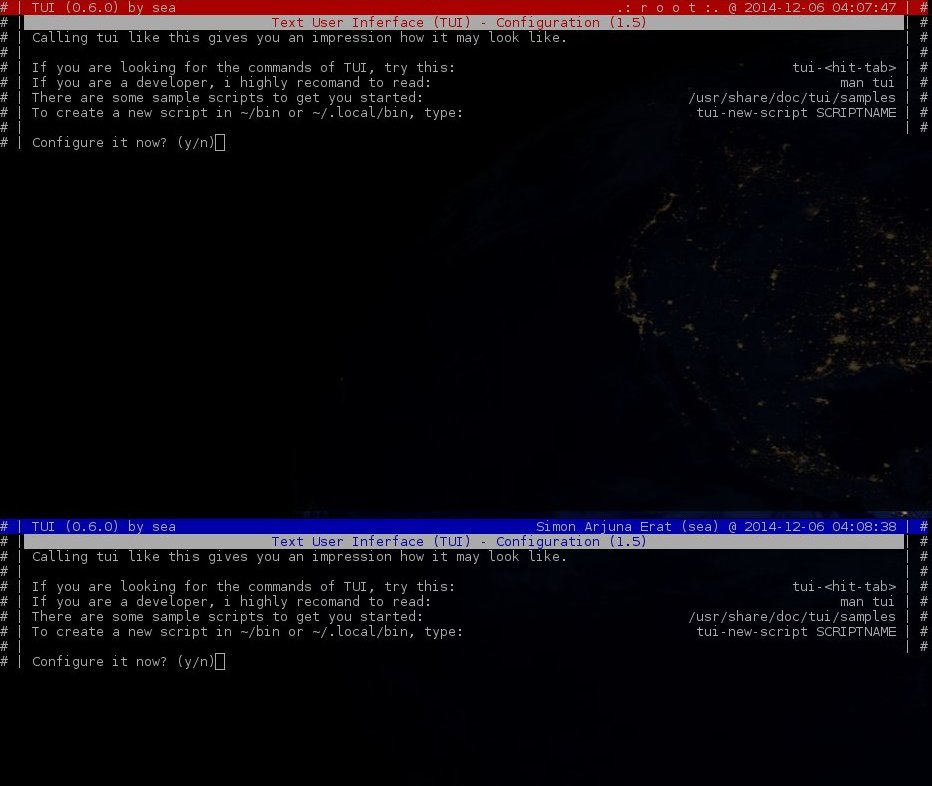 # | TUI (0.6.0) by sea .: r o o t :. @ 2014-12-06 04:07:47 | #
# | Text User Inferface (TUI) - Configuration (1.5) | #
# | Calling tui like this gives you an impression how it may look like. | #
# | | #
# | If you are looking for the commands of TUI, try this: tui-<hit-tab> | #
# | If you are a developer, i highly recomand to read: man tui | #
# | There are some sample scripts to get you started: /usr/share/doc/tui/samples | #
# | To create a new script in ~/bin or ~/.local/bin, type: tui-new-script SCRIPTNAME | #
# | | #
# | Configure it now? (y/n)
# | TUI (0.6.0) by sea Simon Arjuna Erat (sea) @ 2014-12-06 04:08:38 | #
# | Text User Inferface (TUI) - Configuration (1.5) | #
# | Calling tui like this gives you an impression how it may look like. | #
# | | #
# | If you are looking for the commands of TUI, try this: tui-<hit-tab> | #
# | If you are a developer, i highly recomand to read: man tui | #
# | There are some sample scripts to get you started: /usr/share/doc/tui/samples | #
# | To create a new script in ~/bin or ~/.local/bin, type: tui-new-script SCRIPTNAME | #
# | | #
# | Configure it now? (y/n)